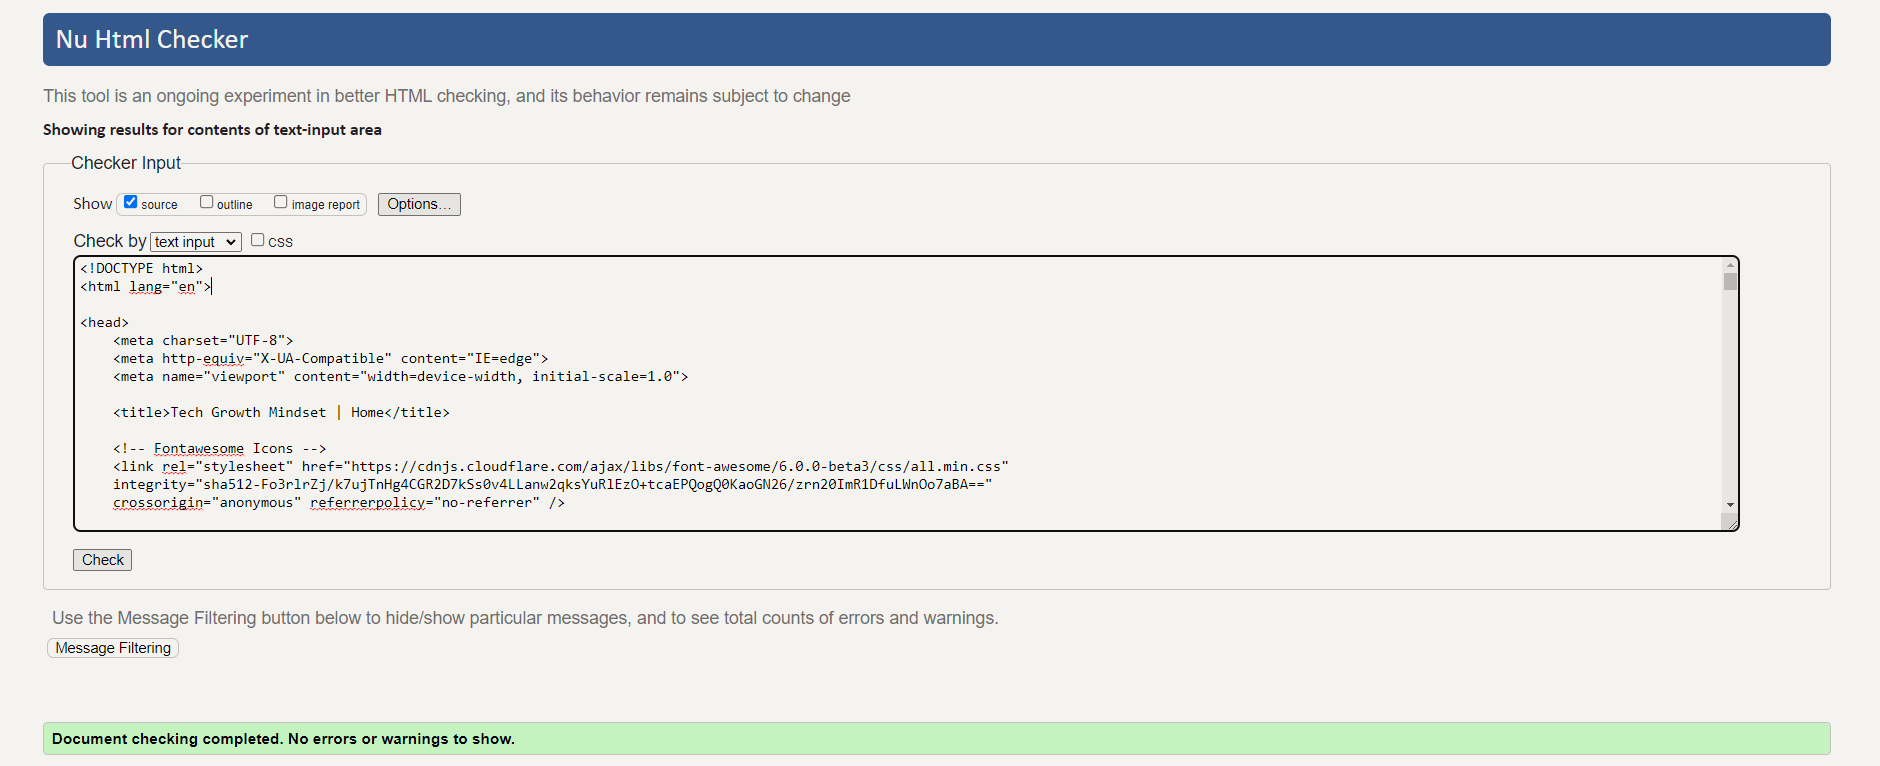 Nu Html Checker
This tool is an ongoing experiment in better HTML checking, and its behavior remains subject to change
Showing results for contents of text-input area
Checker Input
Show source outline image report Options...
Check by text input CSS
<!DOCTYPE html>
<html lang="en">
<head>
<meta charset="UTF-8">
<meta http-equiv="X-UA-Compatible" content="IE=edge">
<meta name="viewport" content="width=device-width, initial-scale=1.0">
<title>Tech Growth Mindset | Home</title>
<!-- Fontawesome Icons -->
<link rel="stylesheet" href="https://cdnjs.cloudflare.com/ajax/libs/font-awesome/6.0.0-beta3/css/all.min.css"
integrity="sha512-Fo3rlrZj/k7ujTnHg4CGR2D7kSs0v4LLanw2qksYuRlEzO+tcaEPQogQ0KaoGN26/zrn20ImR1DfuLWnOo7aBA=="
crossorigin="anonymous" referrerpolicy="no-referrer" />
Check
Use the Message Filtering button below to hide/show particular messages, and to see total counts of errors and warnings.
Message Filtering
Document checking completed. No errors or warnings to show.